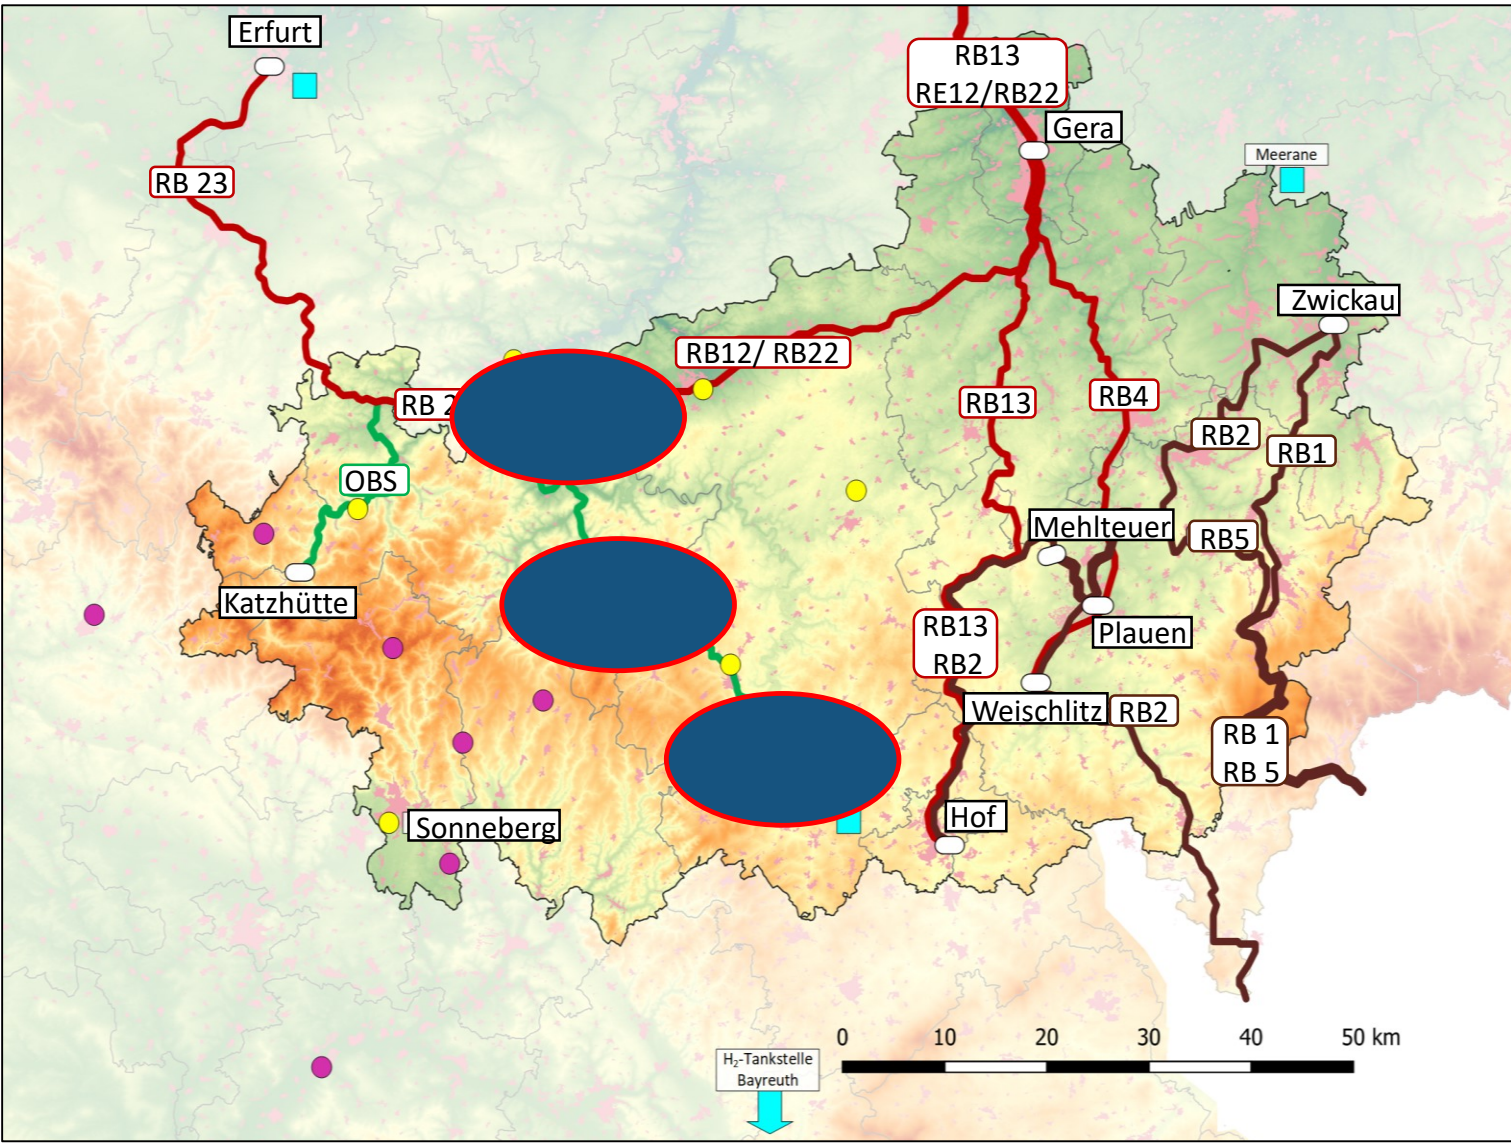 Erfurt
RB13
RE12/RB22
Gera
Meerane
RB 23
Zwickau
RB12/ RB22
RB4
RB13
RB 2
RB2
RB1
OBS
Mehlteuer
RB5
Katzhütte
RB13
RB2
Plauen
Weischlitz
RB2
RB 1
RB 5
Sonneberg
Hof
0 10 20 30 40 50 km
H₂-Tankstelle
Bayreuth